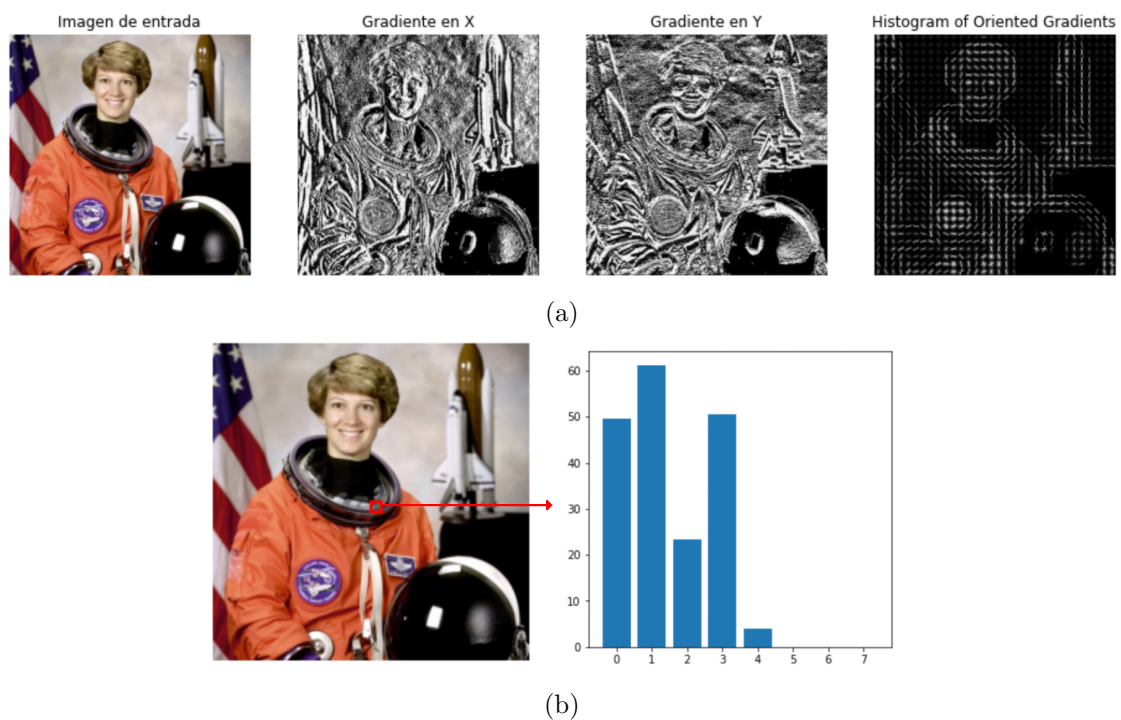 Imagen de entrada
Gradiente en X
Gradiente en Y
Histogram of Oriented Gradients
(a)
60
50
40
30
20
10
0
0 1 2 3 4 5 6 7
(b)